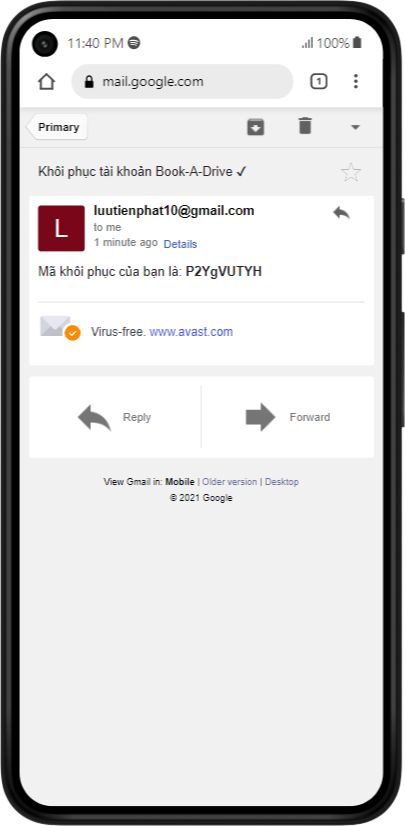 11:40 PM
100%
mail.google.com
1
Primary
Khôi phục tài khoản Book-A-Drive ✓
L
luutienphat10@gmail.com
to me
1 minute ago Details
Mã khôi phục của bạn là: P2YgVUTYH
Virus-free. www.avast.com
Reply
Forward
View Gmail in: Mobile | Older version | Desktop
© 2021 Google